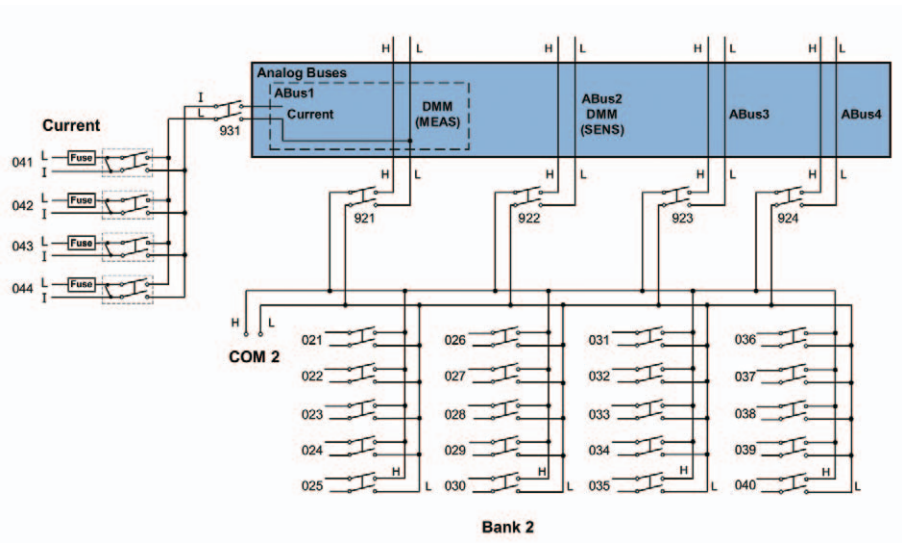 H L H L H L H L
Analog Buses
ABus1
Current
DMM
(MEAS)
ABus2
DMM
(SENS)
ABus3
ABus4
I
L
931
Current
041 L Fuse
I
042 L Fuse
I
043 L Fuse
I
044 L Fuse
I
H L H L H L H L
921 922 923 924
H L
COM 2
021 026 031 036
022 027 032 037
023 028 033 038
024 029 034 039
H H H H
025 L 030 L 035 L 040 L
Bank 2